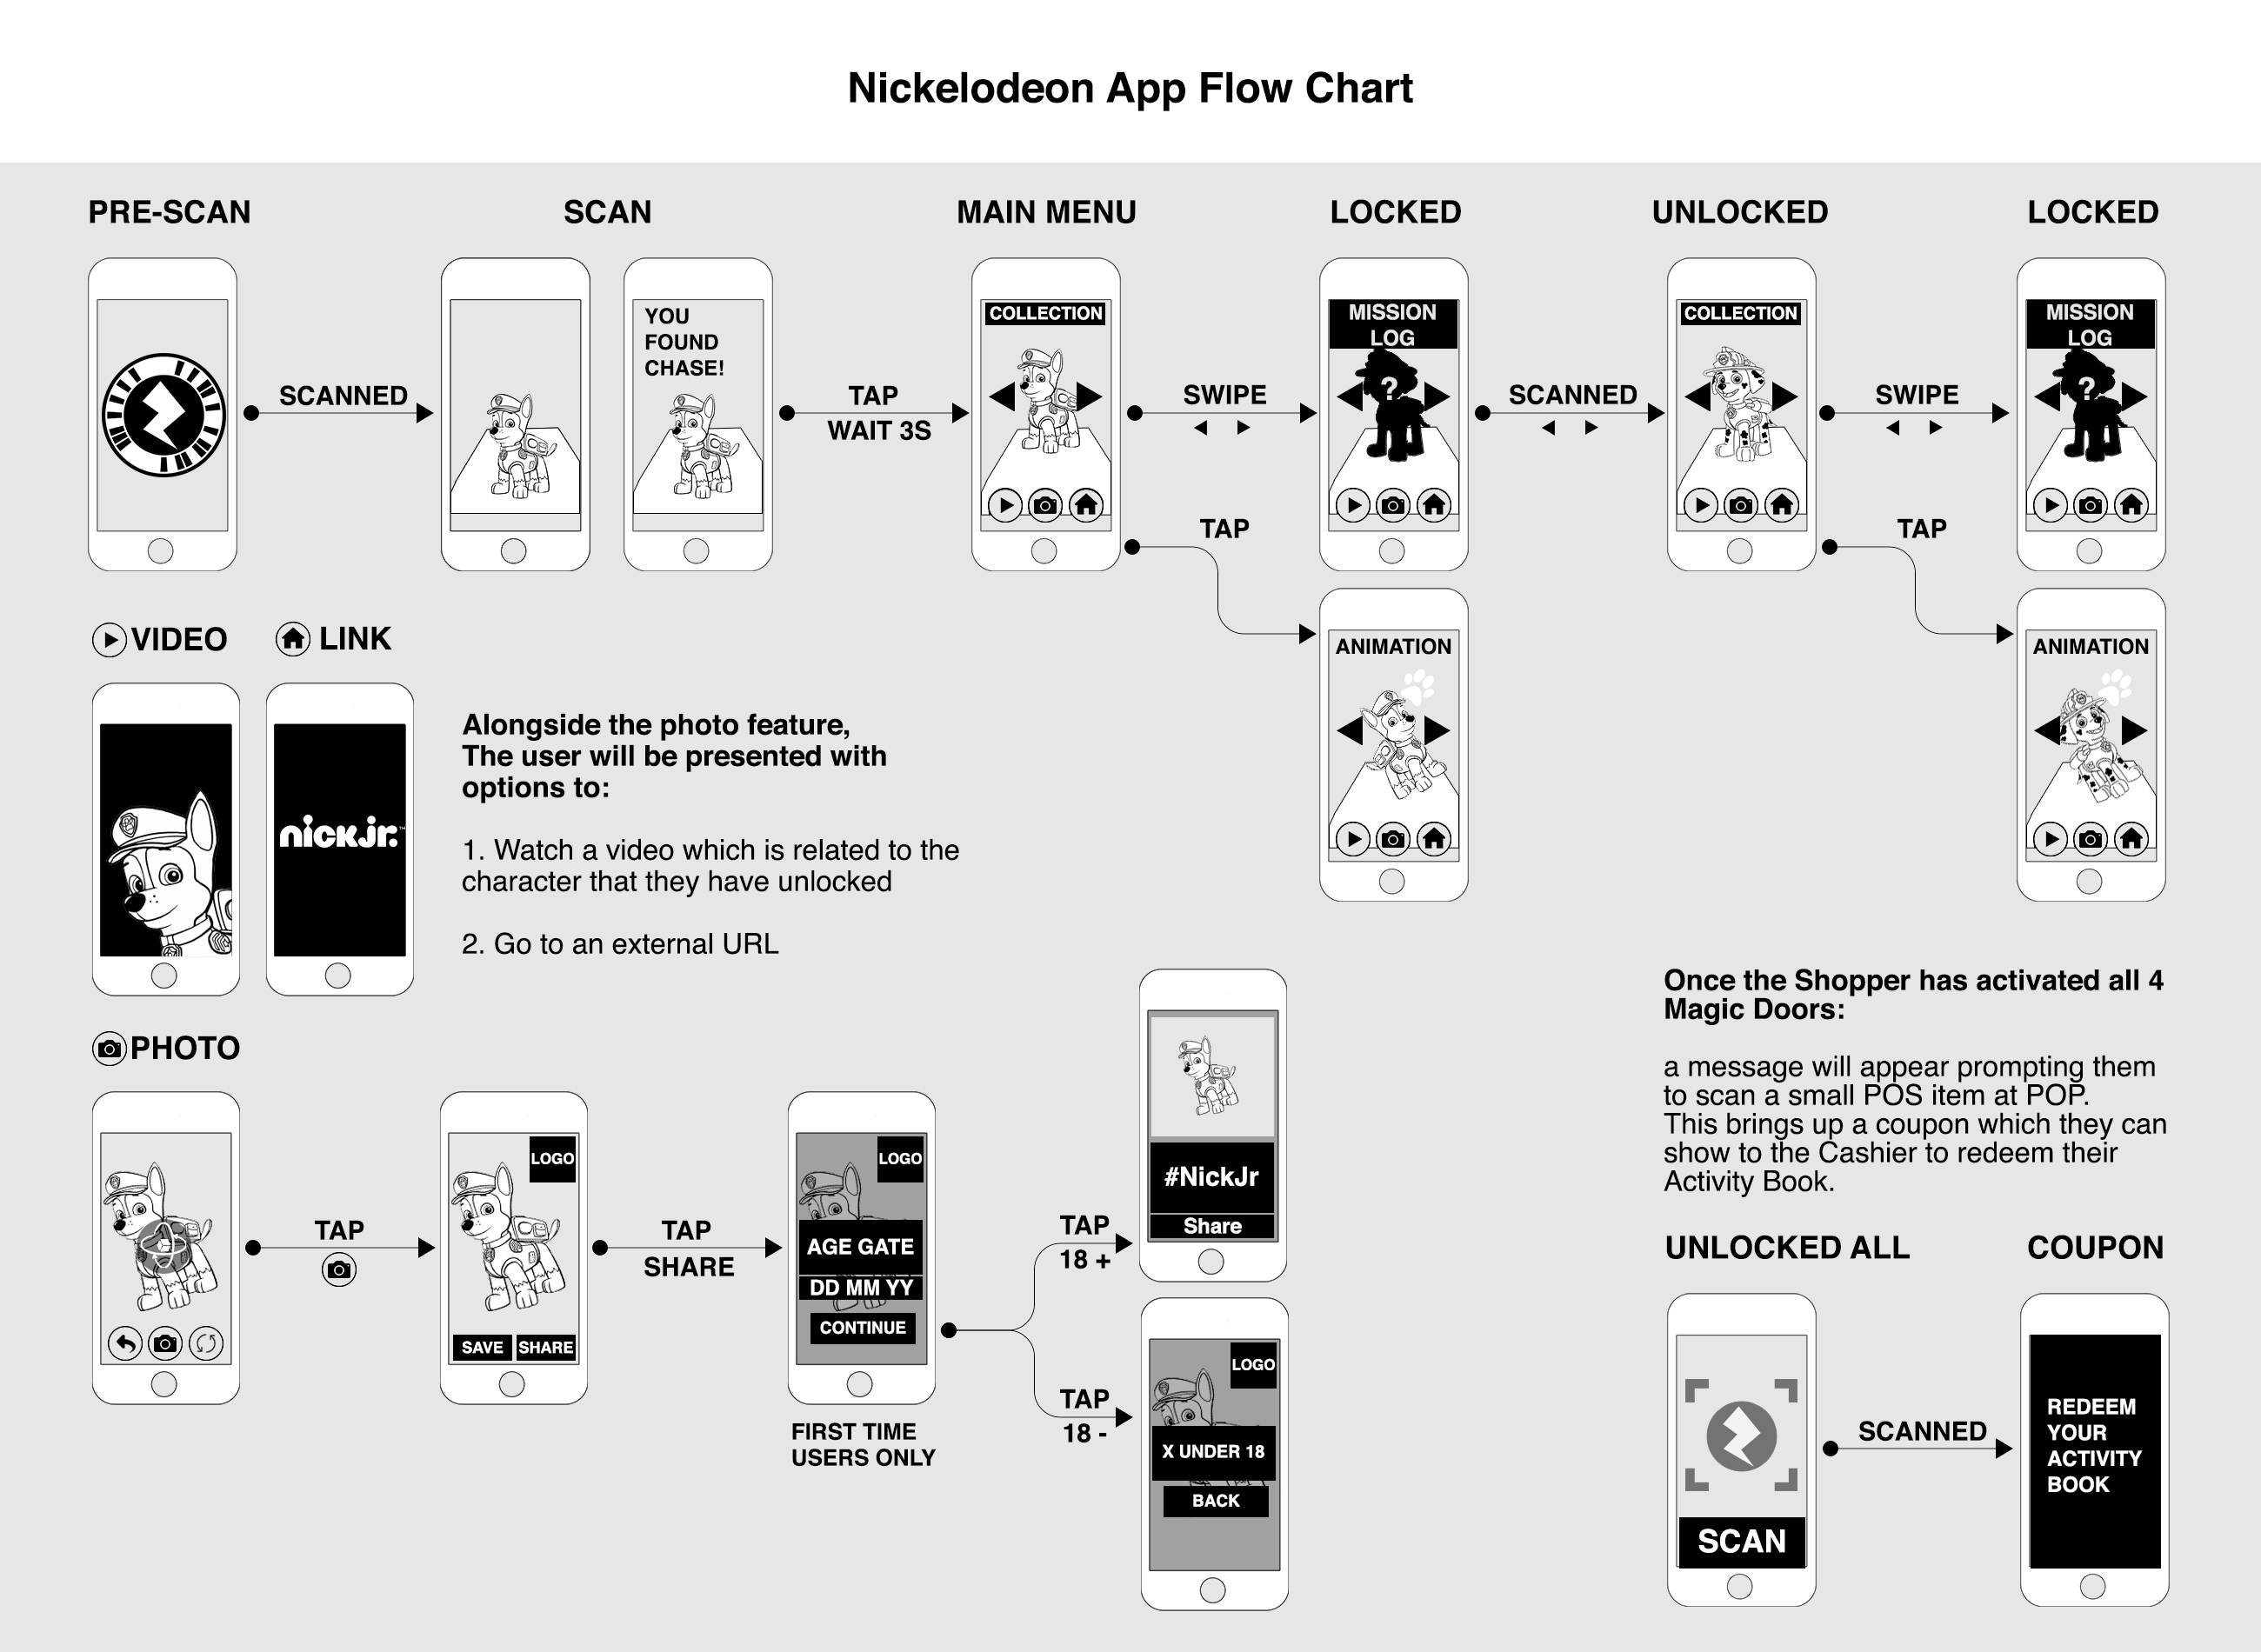 Nickelodeon App Flow Chart
PRE-SCAN
SCAN
MAIN MENU
LOCKED
UNLOCKED
LOCKED
SCANNED
YOU
FOUND
CHASE!
TAP
WAIT 3S
COLLECTION
SWIPE
MISSION
LOG
?
SCANNED
COLLECTION
SWIPE
MISSION
LOG
?
TAP
ANIMATION
TAP
ANIMATION
VIDEO
LINK
nickjr.™
Alongside the photo feature,
The user will be presented with
options to:
1. Watch a video which is related to the
character that they have unlocked
2. Go to an external URL
PHOTO
TAP
LOGO
SAVE
SHARE
TAP
SHARE
LOGO
AGE GATE
DD MM YY
CONTINUE
FIRST TIME
USERS ONLY
TAP
18 +
#NickJr
Share
TAP
18 -
LOGO
X UNDER 18
BACK
Once the Shopper has activated all 4
Magic Doors:
a message will appear prompting them
to scan a small POS item at POP.
This brings up a coupon which they can
show to the Cashier to redeem their
Activity Book.
UNLOCKED ALL
COUPON
SCAN
SCANNED
REDEEM
YOUR
ACTIVITY
BOOK